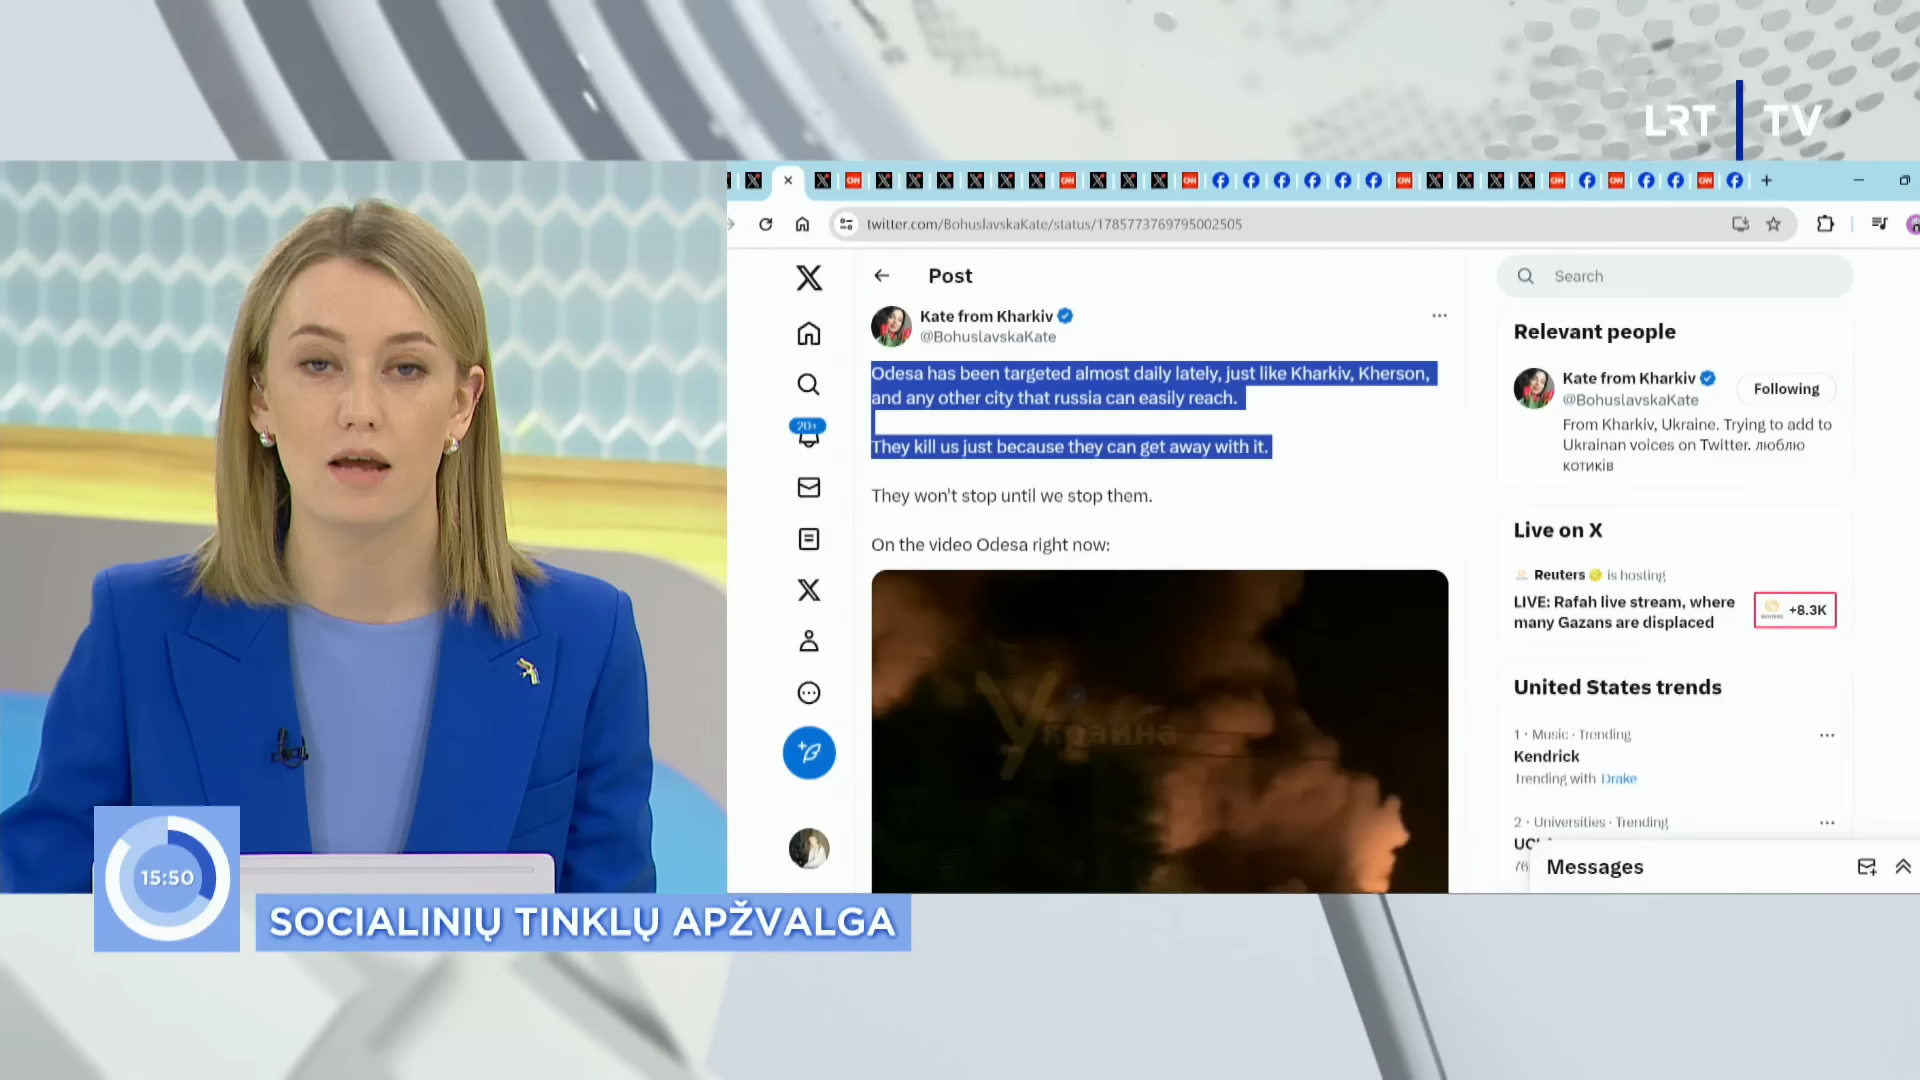 LRT TV
twitter.com/BohuslavskaKate/status/1785773769795002505
Post
Kate from Kharkiv
@BohuslavskaKate
Odesa has been targeted almost daily lately, just like Kharkiv, Kherson,
and any other city that russia can easily reach.
They kill us just because they can get away with it.
They won't stop until we stop them.
On the video Odesa right now:
Україна
20+
Search
Relevant people
Kate from Kharkiv
@BohuslavskaKate
Following
From Kharkiv, Ukraine. Trying to add to
Ukrainian voices on Twitter. люблю
котиків
Live on X
Reuters is hosting
LIVE: Rafah live stream, where
many Gazans are displaced
+8.3K
United States trends
1 · Music · Trending
Kendrick
Trending with Drake
2 · Universities · Trending
Messages
15:50
SOCIALINIŲ TINKLŲ APŽVALGA